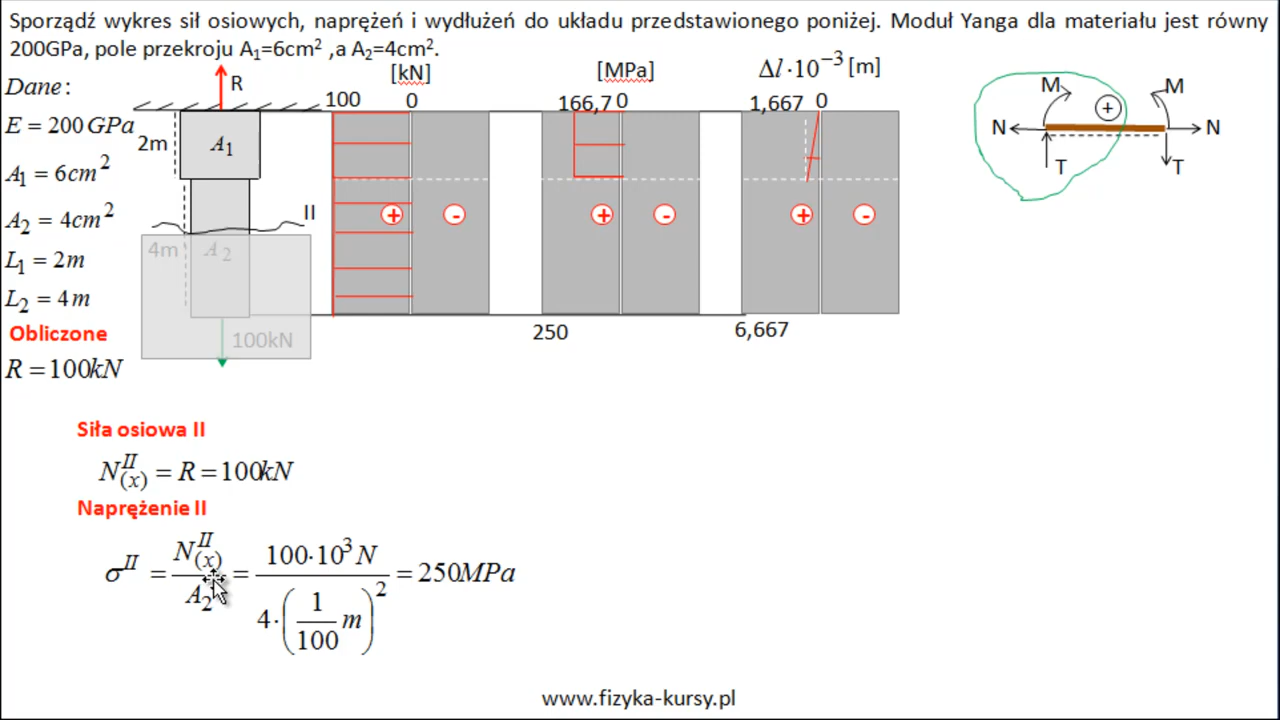 Sporządź wykres sił osiowych, naprężeń i wydłużeń do układu przedstawionego poniżej. Moduł Yanga dla materiału jest równy
200GPa, pole przekroju A₁=6cm² ,a A₂=4cm².
Dane:
E = 200GPa
A₁ = 6cm²
A₂ = 4cm²
L₁ = 2m
L₂ = 4m
Obliczone
R = 100kN
R
2m
A₁
II
4m
A₂
100kN
[kN]
100 0
+ -
[MPa]
166,7 0
+ -
250
Δl·10⁻³ [m]
1,667 0
+ -
6,667
M + M
N N
T T
Siła osiowa II
N^{II}_{(x)} = R = 100kN
Naprężenie II
σ^{II} = N^{II}_{(x)} / A₂ = 100·10³ N / 4·(1/100 m)² = 250MPa
www.fizyka-kursy.pl